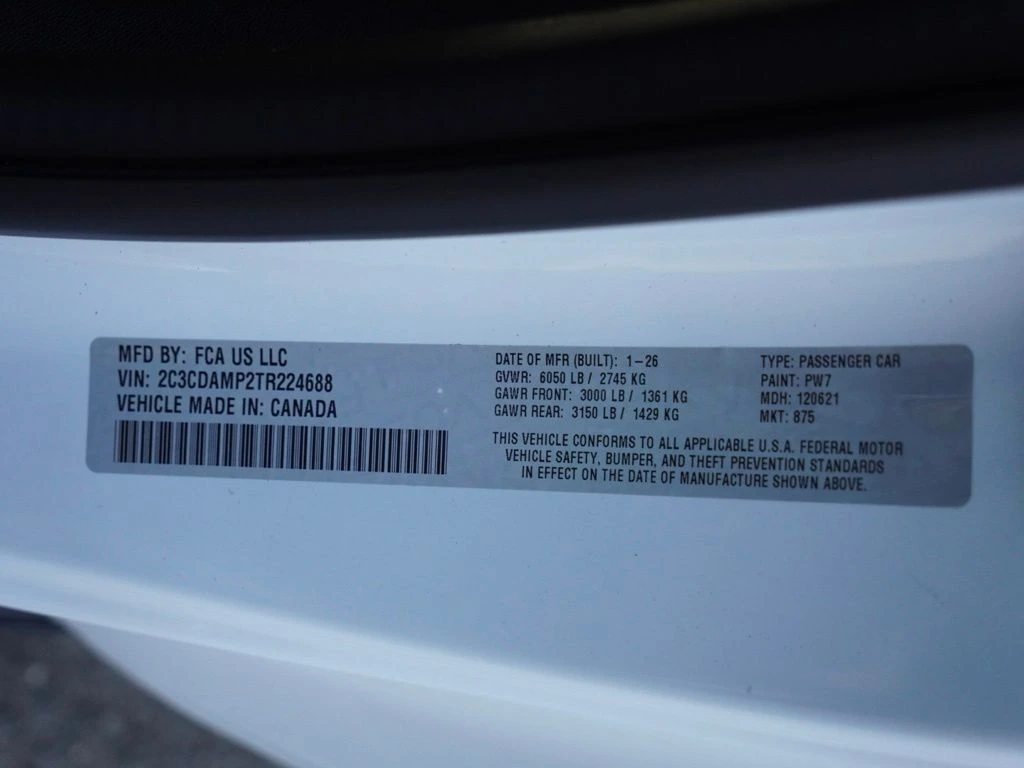 MFD BY: FCA US LLC
VIN: 2C3CDAMP2TR224688
VEHICLE MADE IN: CANADA
DATE OF MFR (BUILT): 1-26
GVWR: 6050 LB / 2745 KG
GAWR FRONT: 3000 LB / 1361 KG
GAWR REAR: 3150 LB / 1429 KG
TYPE: PASSENGER CAR
PAINT: PW7
MDH: 120621
MKT: 875
THIS VEHICLE CONFORMS TO ALL APPLICABLE U.S.A. FEDERAL MOTOR
VEHICLE SAFETY, BUMPER, AND THEFT PREVENTION STANDARDS
IN EFFECT ON THE DATE OF MANUFACTURE SHOWN ABOVE.